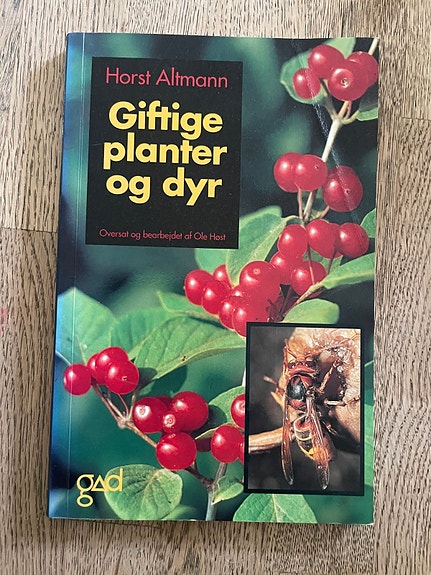 Horst Altmann
Giftige
planter
og dyr
Oversat og bearbejdet af Ole Høst
gad